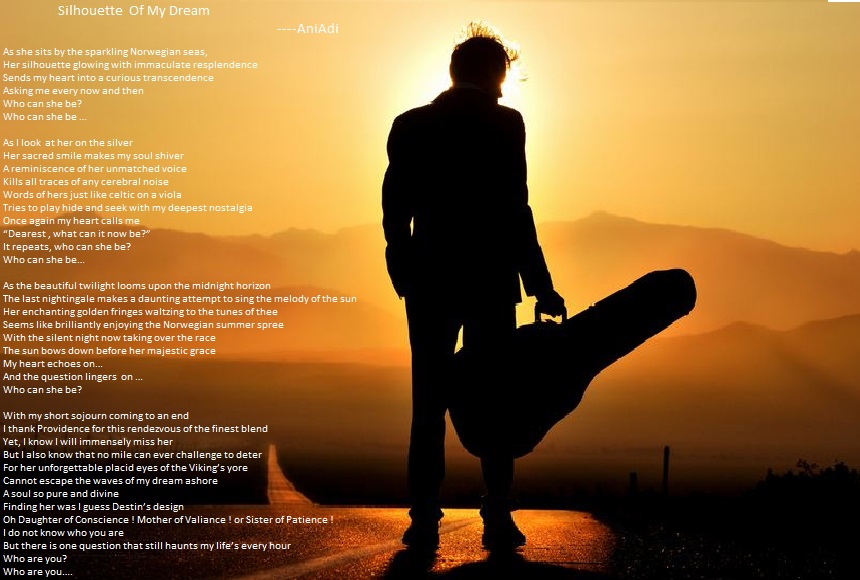 Silhouette Of My Dream
----AniAdi
As she sits by the sparkling Norwegian seas,
Her silhouette glowing with immaculate resplendence
Sends my heart into a curious transcendence
Asking me every now and then
Who can she be?
Who can she be ...
As I look at her on the silver
Her sacred smile makes my soul shiver
A reminiscence of her unmatched voice
Kills all traces of any cerebral noise
Words of hers just like celtic on a viola
Tries to play hide and seek with my deepest nostalgia
Once again my heart calls me
“Dearest , what can it now be?”
It repeats, who can she be?
Who can she be...
As the beautiful twilight looms upon the midnight horizon
The last nightingale makes a daunting attempt to sing the melody of the sun
Her enchanting golden fringes waltzing to the tunes of thee
Seems like brilliantly enjoying the Norwegian summer spree
With the silent night now taking over the race
The sun bows down before her majestic grace
My heart echoes on...
And the question lingers on ...
Who can she be?
With my short sojourn coming to an end
I thank Providence for this rendezvous of the finest blend
Yet, I know I will immensely miss her
But I also know that no mile can ever challenge to deter
For her unforgettable placid eyes of the Viking’s yore
Cannot escape the waves of my dream ashore
A soul so pure and divine
Finding her was I guess Destin’s design
Oh Daughter of Conscience ! Mother of Valiance ! or Sister of Patience !
I do not know who you are
But there is one question that still haunts my life’s every hour
Who are you?
Who are you....